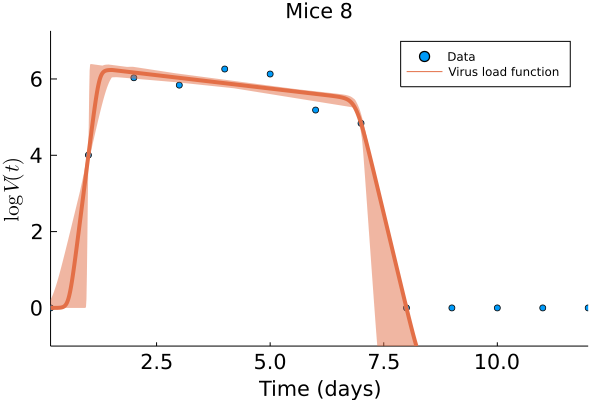 Mice 8
Data
Virus load function
6
4
2
0
log V(t)
2.5 5.0 7.5 10.0
Time (days)